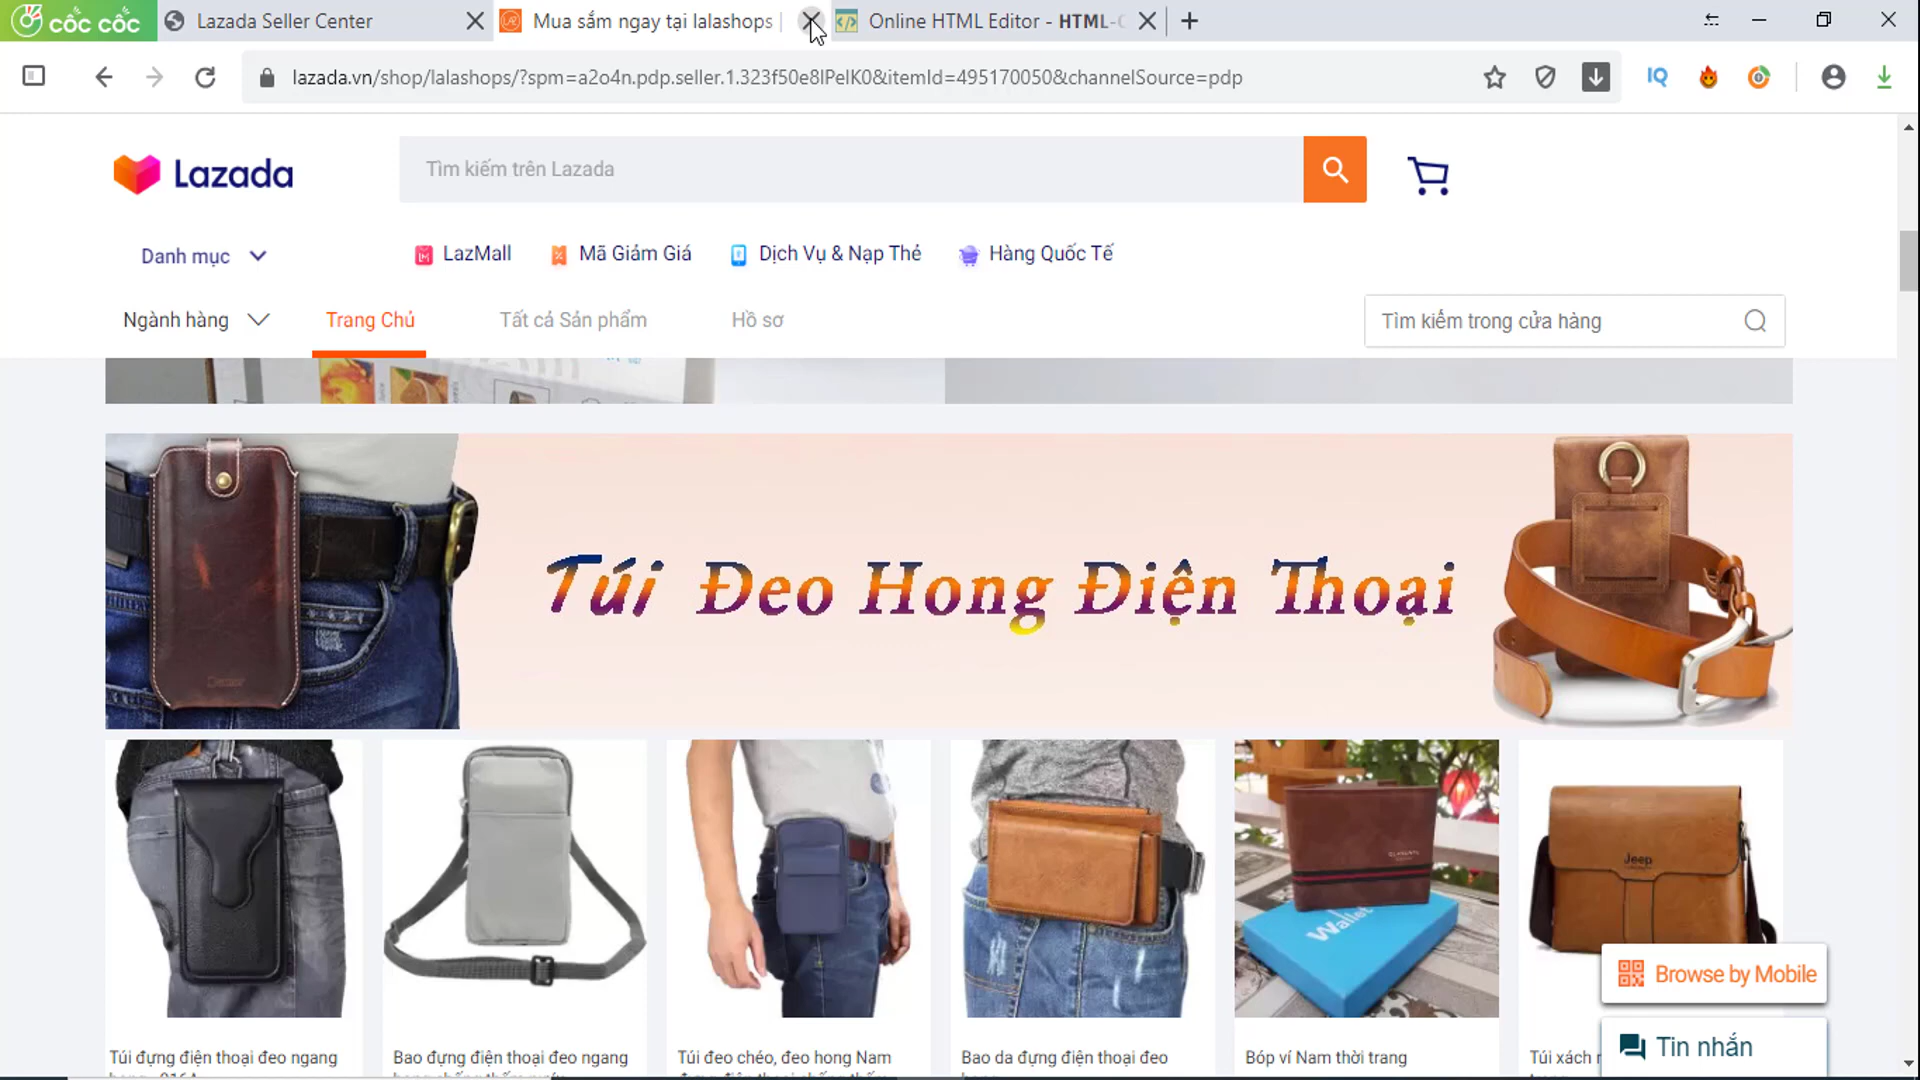 cốc cốc
Lazada Seller Center
Mua sắm ngay tại lalashops |
Online HTML Editor - HTML-C
lazada.vn/shop/lalashops/?spm=a2o4n.pdp.seller.1.323f50e8lPelK0&itemId=495170050&channelSource=pdp
IQ
Lazada
Tìm kiếm trên Lazada
Danh mục
LazMall
Mã Giảm Giá
Dịch Vụ & Nạp Thẻ
Hàng Quốc Tế
Ngành hàng
Trang Chủ
Tất cả Sản phẩm
Hồ sơ
Tìm kiếm trong cửa hàng
Túi Đeo Hong Điện Thoại
Wallet
Jeep
Browse by Mobile
Tin nhắn
Túi đựng điện thoại đeo ngang
Bao đựng điện thoại đeo ngang
Túi đeo chéo, đeo hong Nam
Bao da đựng điện thoại đeo
Bóp ví Nam thời trang
Túi xách